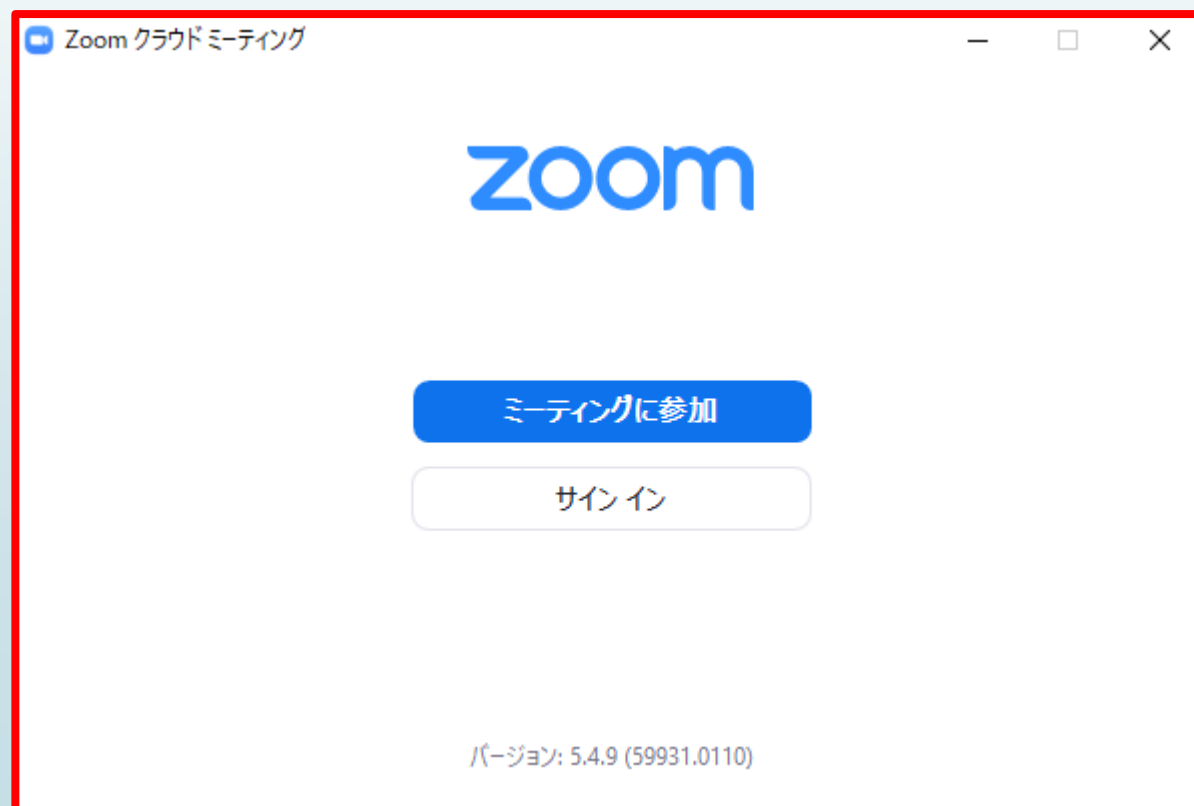 Zoom クラウド ミーティング
zoom
ミーティングに参加
サイン イン
バージョン: 5.4.9 (59931.0110)